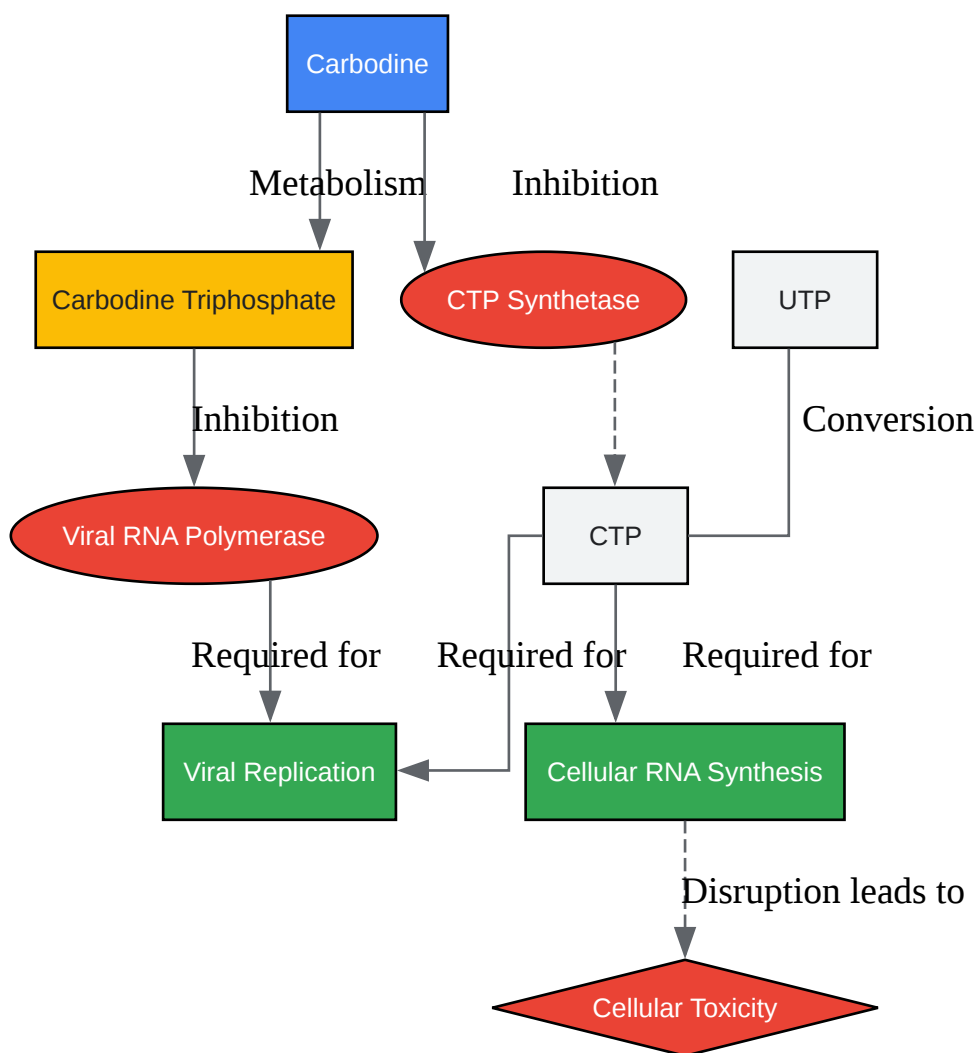 Carbodine
Metabolism
Inhibition
Carbodine Triphosphate
CTP Synthetase
UTP
Inhibition
Conversion
Viral RNA Polymerase
CTP
Required for
Required for
Required for
Viral Replication
Cellular RNA Synthesis
Disruption leads to
Cellular Toxicity